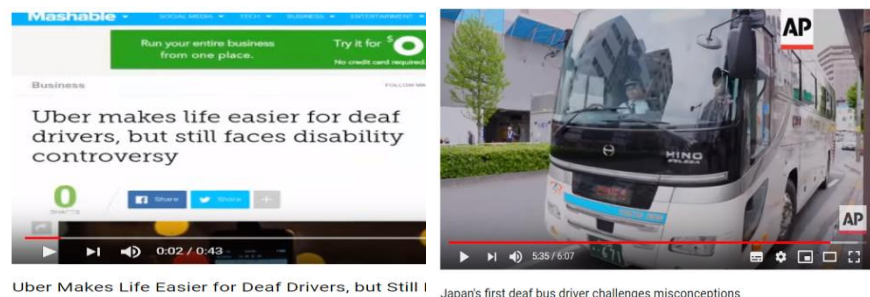 Mashable
SOCIAL MEDIA TECH BUSINESS ENTERTAINMENT
Run your entire business
from one place.
Try it for $0
No credit card required.
Business
FOLLOW MA
Uber makes life easier for deaf
drivers, but still faces disability
controversy
0
SHARES
Share
Share
+
0:02 / 0:43
Uber Makes Life Easier for Deaf Drivers, but Still
AP
HINO
AP
5:35 / 6:07
Japan's first deaf bus driver challenges misconceptions